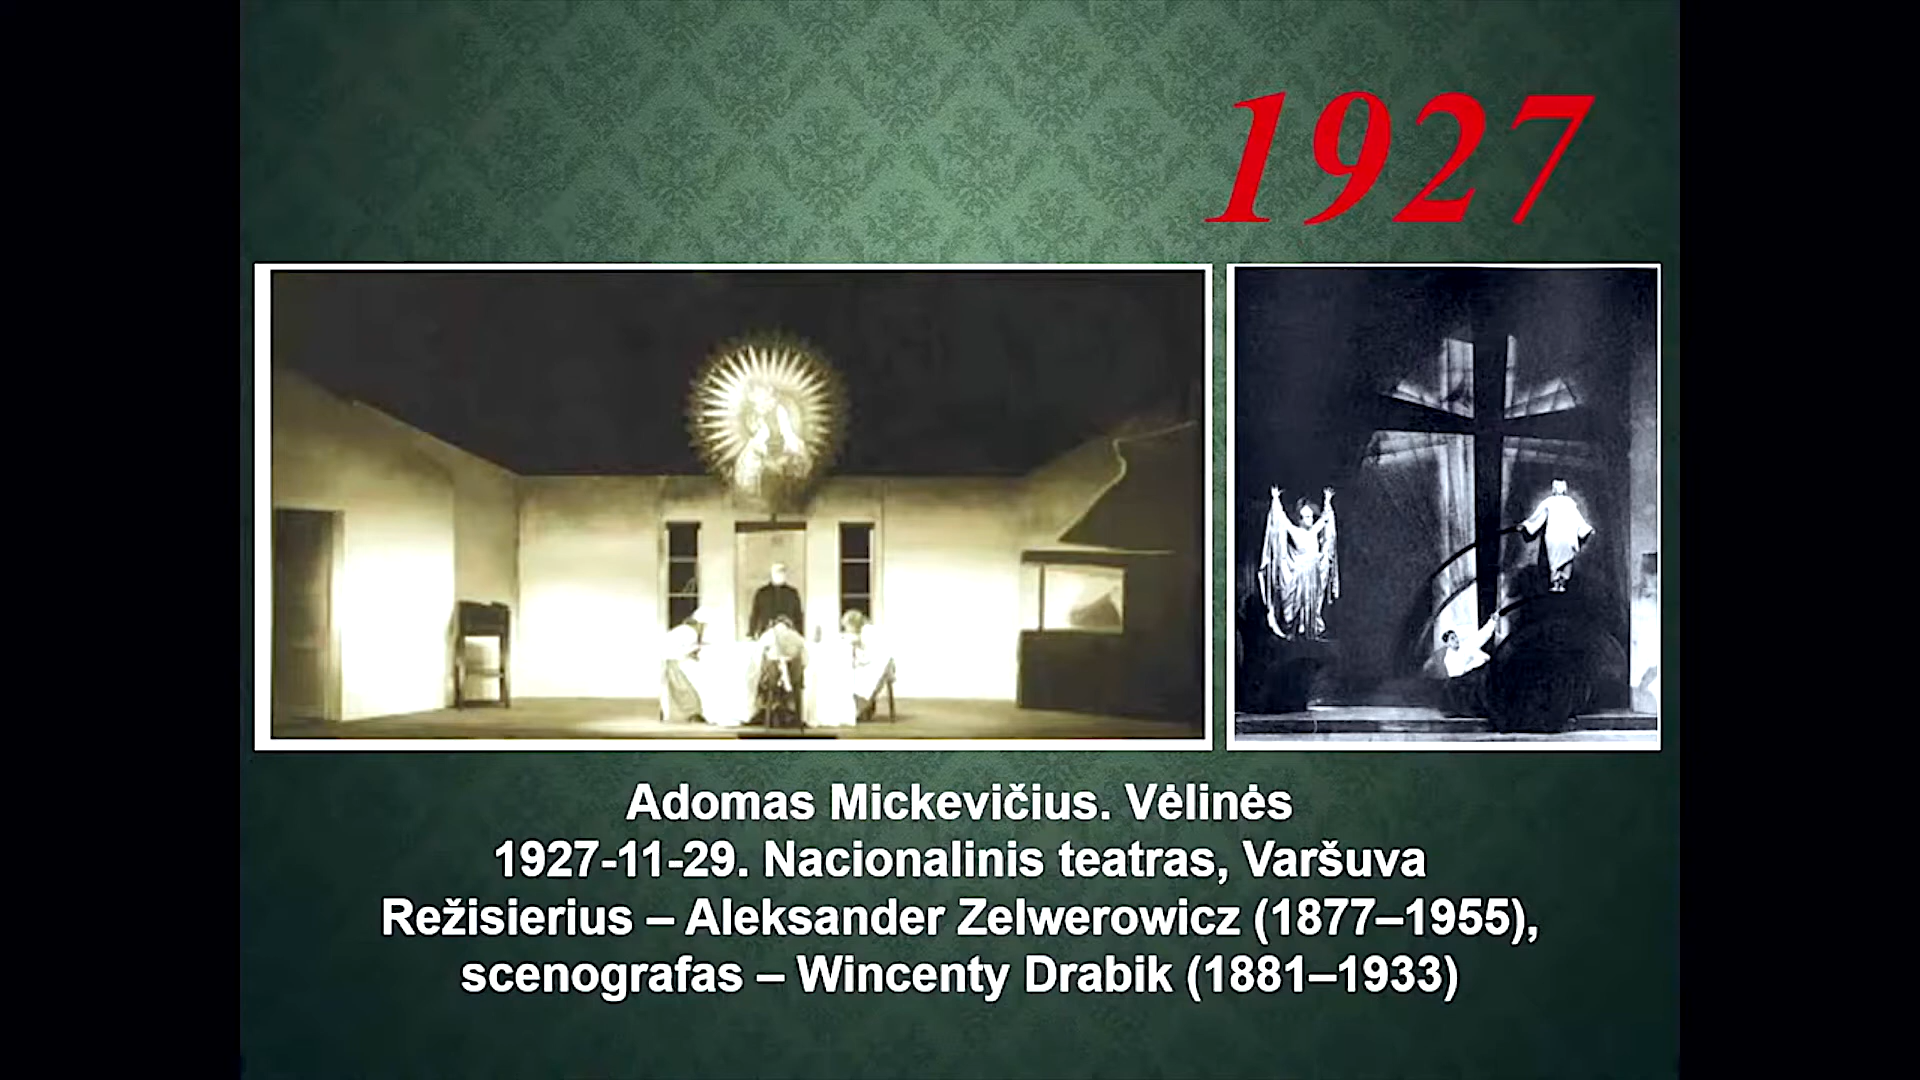 1927
Adomas Mickevičius. Vėlinės
1927-11-29. Nacionalinis teatras, Varšuva
Režisierius – Aleksander Zelwerowicz (1877–1955),
scenografas – Wincenty Drabik (1881–1933)